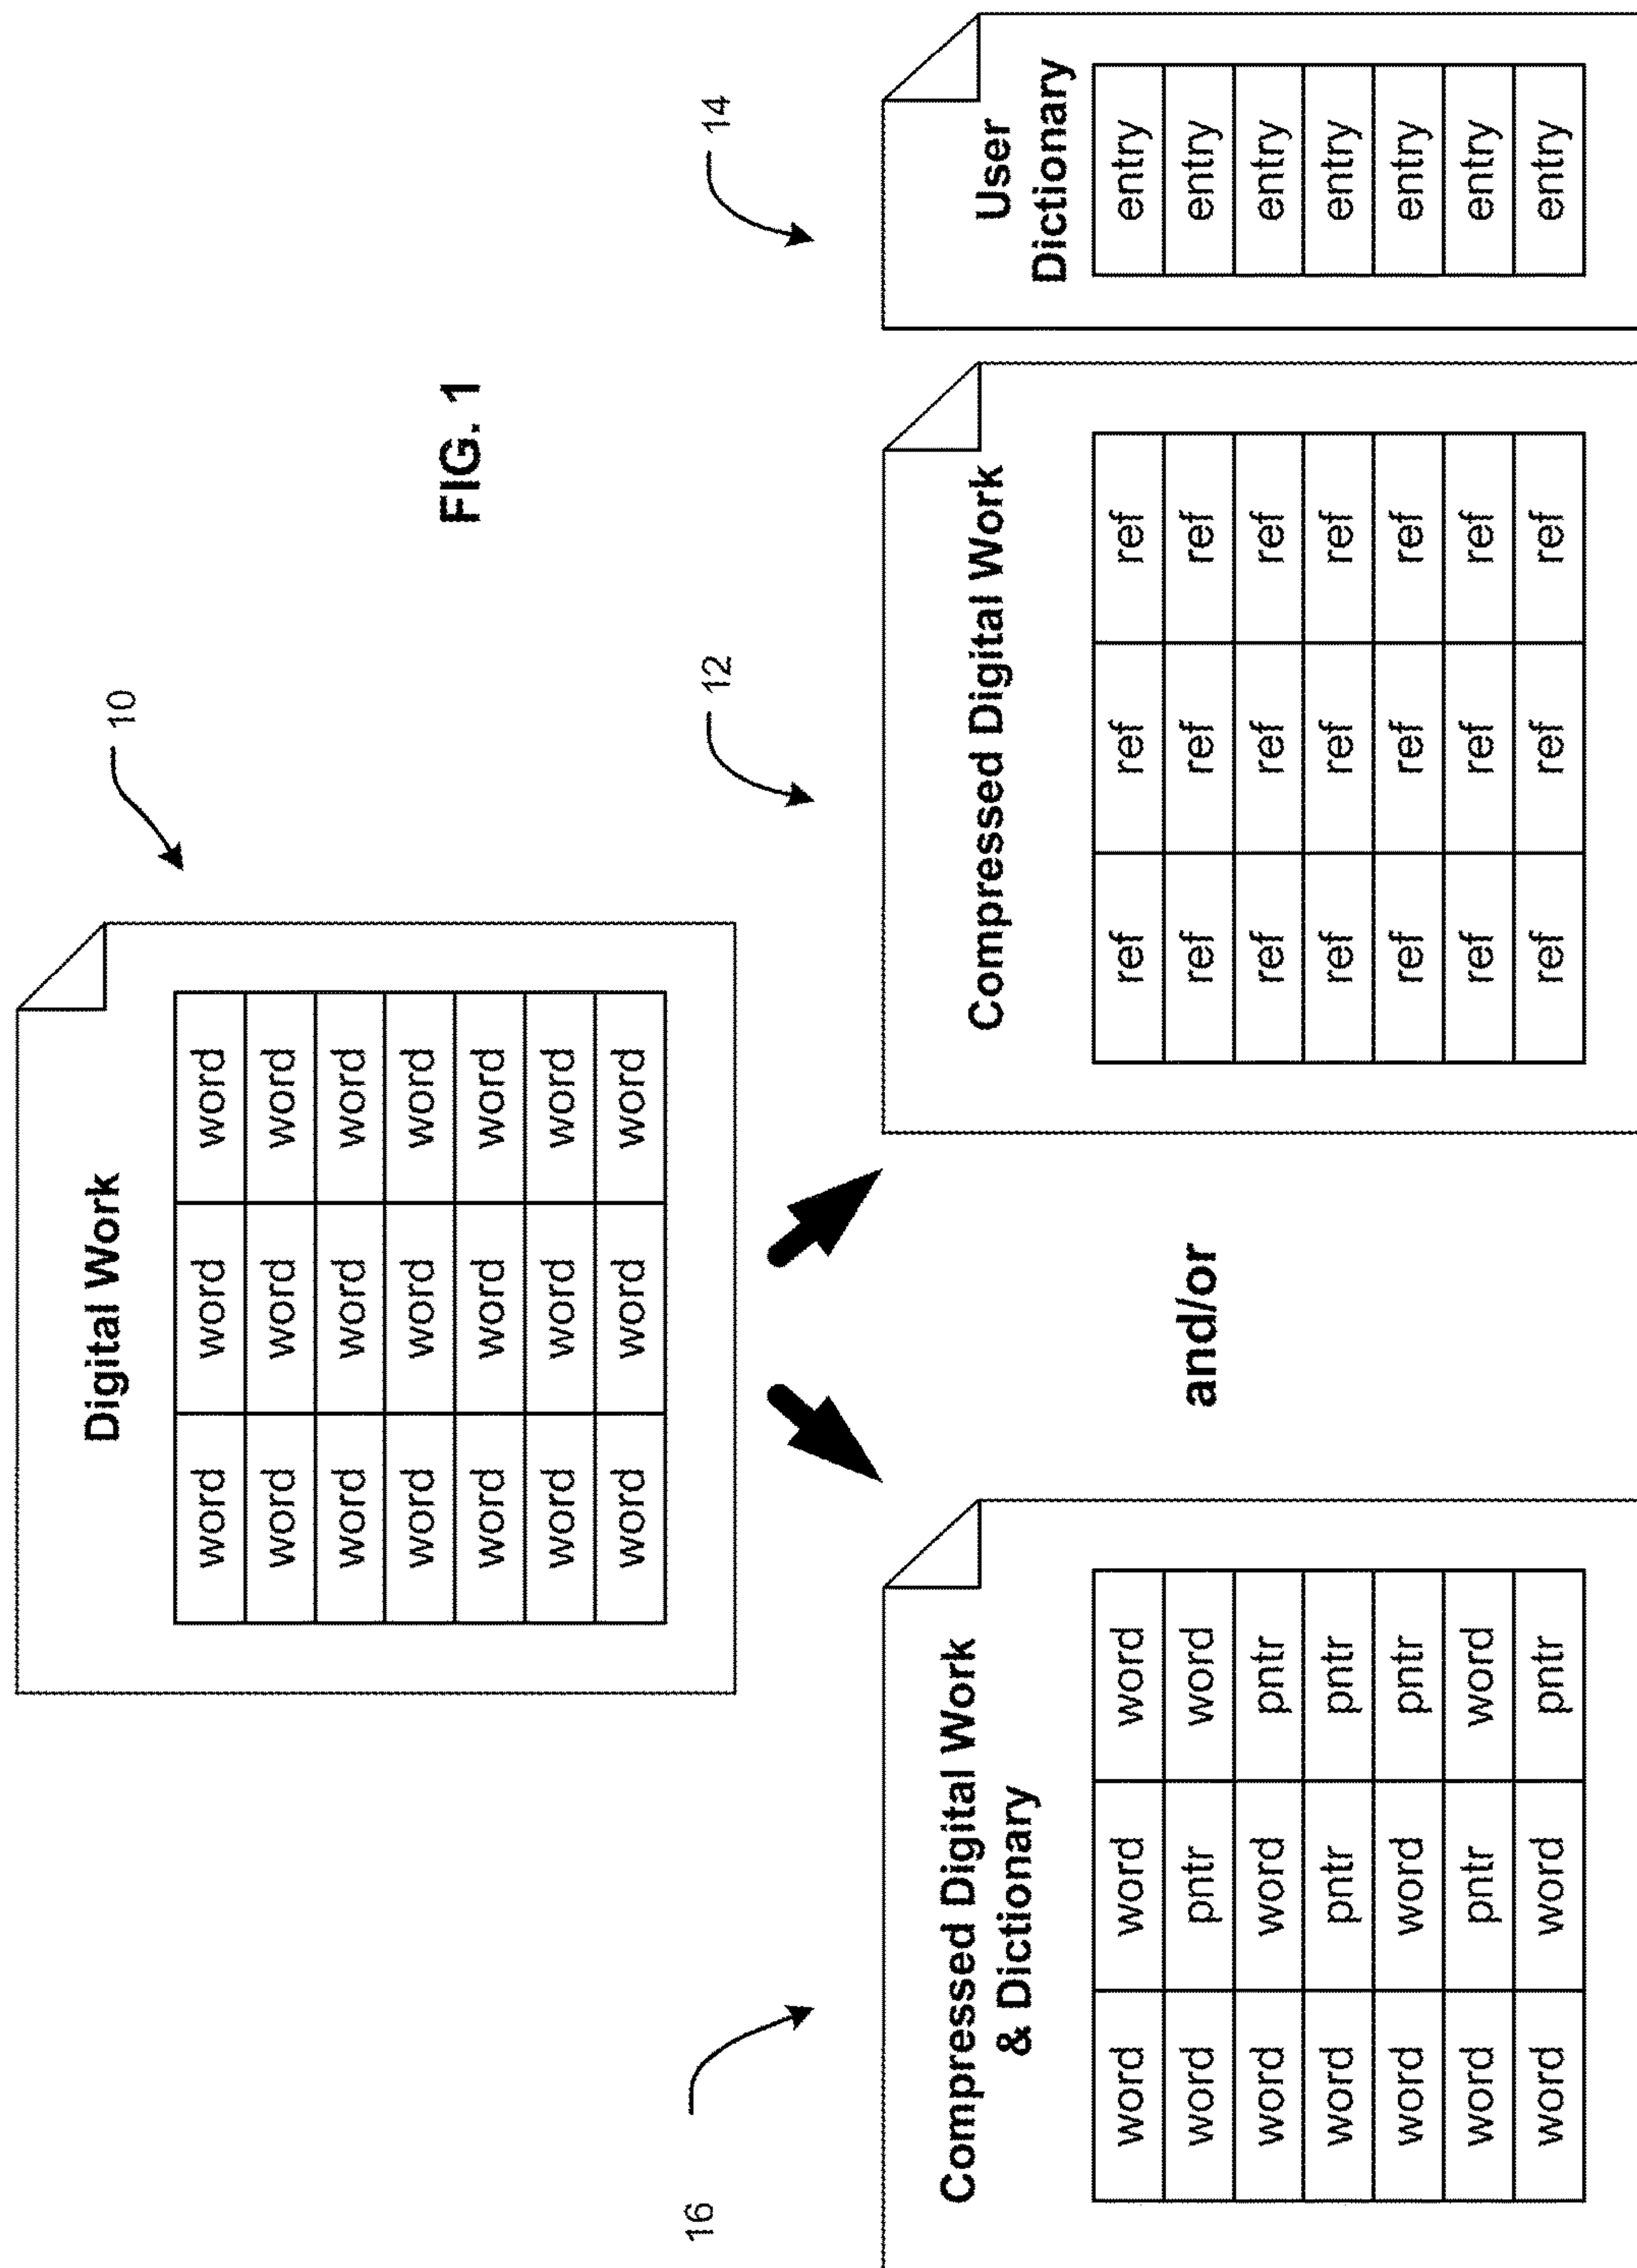 10
Digital Work
word word word
word word word
word word word
word word word
word word word
word word word
word word word
FIG. 1
16
Compressed Digital Work
& Dictionary
word word word
word pntr word
word word pntr
word pntr pntr
word word pntr
word pntr word
word word pntr
and/or
12
Compressed Digital Work
ref ref ref
ref ref ref
ref ref ref
ref ref ref
ref ref ref
ref ref ref
ref ref ref
14
User
Dictionary
entry
entry
entry
entry
entry
entry
entry